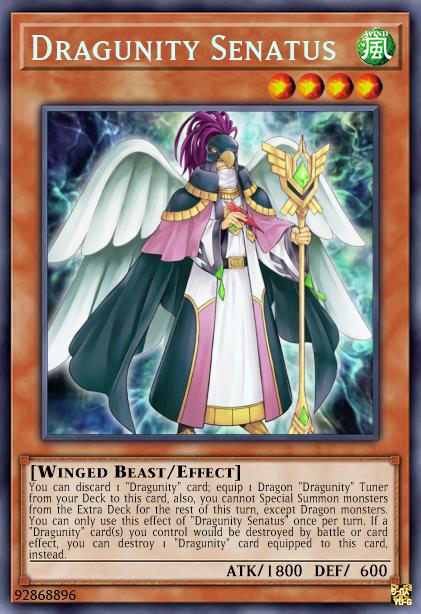 Dragunity Senatus
WIND
風
[Winged Beast/Effect]
You can discard 1 "Dragunity" card; equip 1 Dragon "Dragunity" Tuner
from your Deck to this card, also, you cannot Special Summon monsters
from the Extra Deck for the rest of this turn, except Dragon monsters.
You can only use this effect of "Dragunity Senatus" once per turn. If a
"Dragunity" card(s) you control would be destroyed by battle or card
effect, you can destroy 1 "Dragunity" card equipped to this card,
instead.
ATK/1800 DEF/ 600
92868896